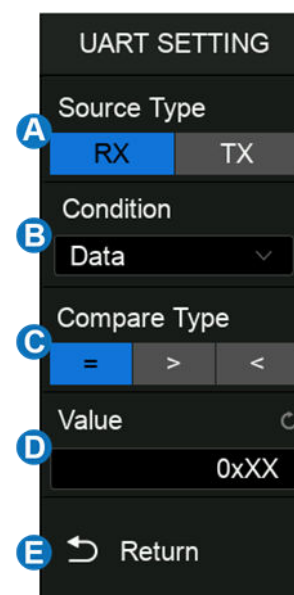 UART SETTING
Source Type
A
RX TX
Condition
B
Data
Compare Type
C
= > <
Value
D
0xXX
E Return